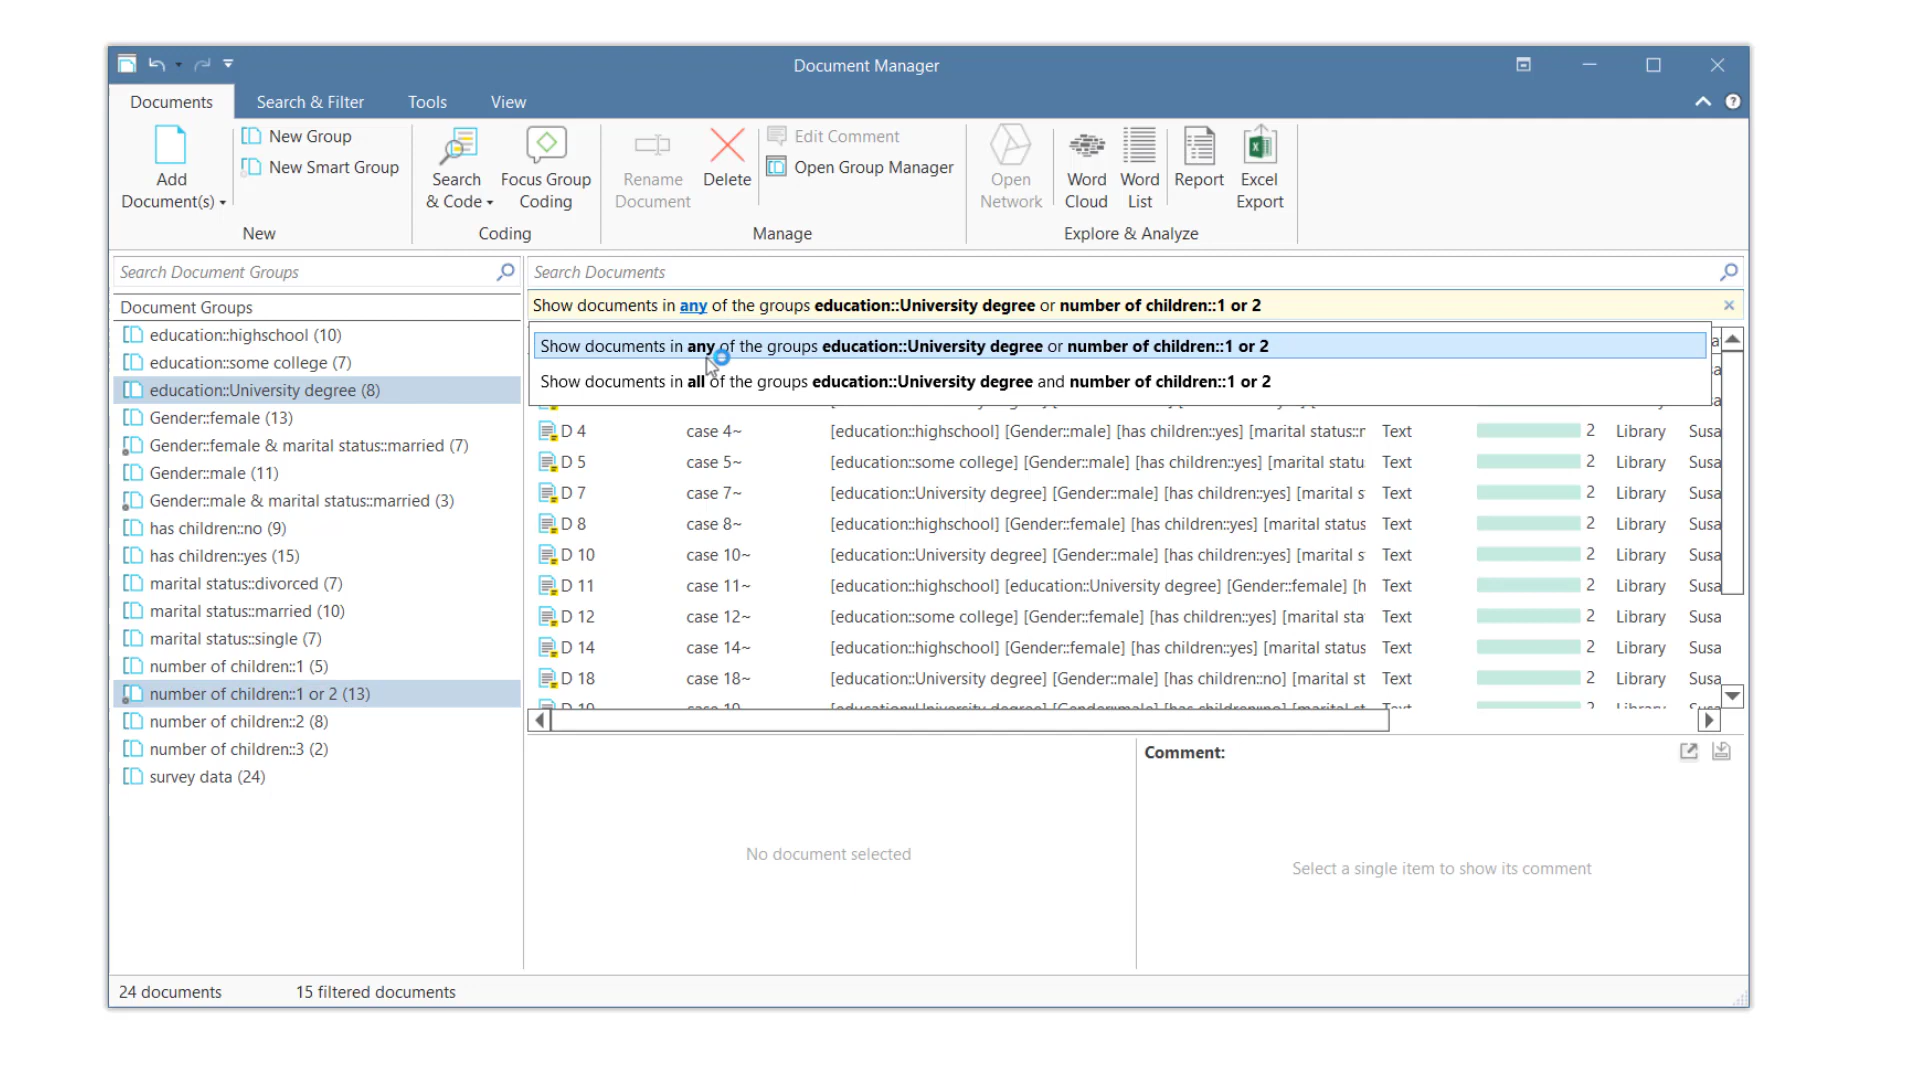 Document Manager
Documents Search & Filter Tools View
Add Document(s)
New Group
New Smart Group
New
Search & Code
Focus Group Coding
Coding
Rename Document
Delete
Edit Comment
Open Group Manager
Manage
Open Network
Word Cloud
Word List
Report
Excel Export
Explore & Analyze
Search Document Groups
Document Groups
education::highschool (10)
education::some college (7)
education::University degree (8)
Gender::female (13)
Gender::female & marital status::married (7)
Gender::male (11)
Gender::male & marital status::married (3)
has children::no (9)
has children::yes (15)
marital status::divorced (7)
marital status::married (10)
marital status::single (7)
number of children::1 (5)
number of children::1 or 2 (13)
number of children::2 (8)
number of children::3 (2)
survey data (24)
Search Documents
Show documents in any of the groups education::University degree or number of children::1 or 2
Show documents in any of the groups education::University degree or number of children::1 or 2
Show documents in all of the groups education::University degree and number of children::1 or 2
D 4 case 4~ [education::highschool] [Gender::male] [has children::yes] [marital status::r Text 2 Library Susa
D 5 case 5~ [education::some college] [Gender::male] [has children::yes] [marital statu Text 2 Library Susa
D 7 case 7~ [education::University degree] [Gender::male] [has children::yes] [marital s Text 2 Library Susa
D 8 case 8~ [education::highschool] [Gender::female] [has children::yes] [marital status Text 2 Library Susa
D 10 case 10~ [education::University degree] [Gender::male] [has children::yes] [marital s Text 2 Library Susa
D 11 case 11~ [education::highschool] [education::University degree] [Gender::female] [h Text 2 Library Susa
D 12 case 12~ [education::some college] [Gender::female] [has children::yes] [marital sta Text 2 Library Susa
D 14 case 14~ [education::highschool] [Gender::female] [has children::yes] [marital status Text 2 Library Susa
D 18 case 18~ [education::University degree] [Gender::male] [has children::no] [marital st Text 2 Library Susa
No document selected
Comment:
Select a single item to show its comment
24 documents 15 filtered documents